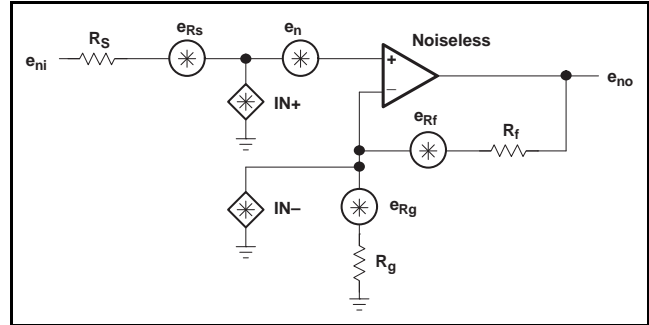 eRs
en
Noiseless
RS
eni
+
eno
IN+
−
eRf
Rf
IN−
eRg
Rg